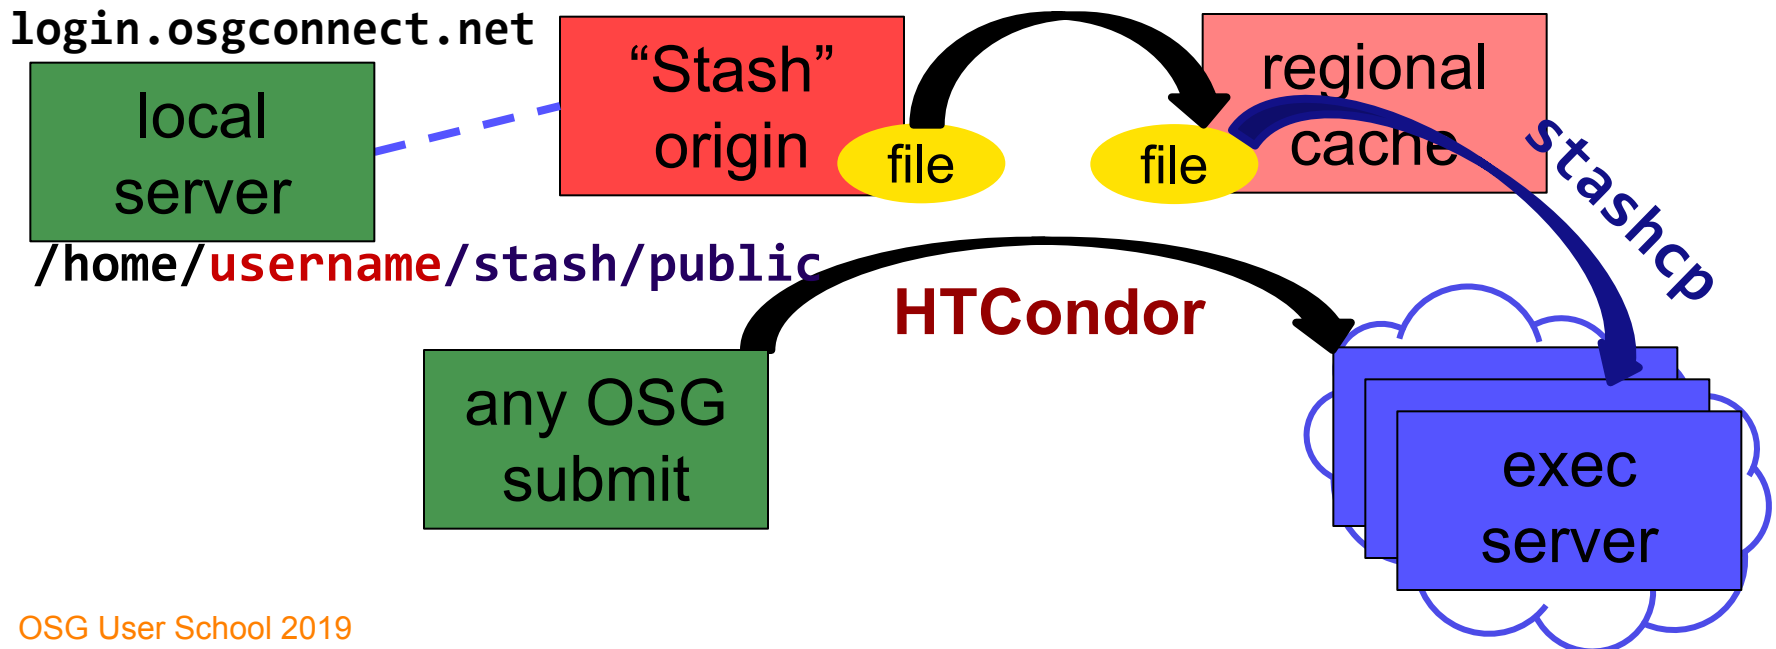 login.osgconnect.net
local
server
“Stash”
origin
file
file
regional
cache
stashcp
/home/username/stash/public
HTCondor
any OSG
submit
exec
server
OSG User School 2019